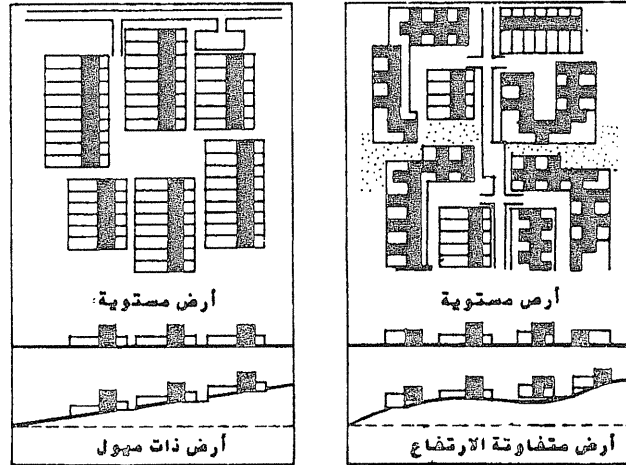 أرض مستوية
أرض ذات ميول
أرض مستوية
أرض متفاوتة الارتفاع